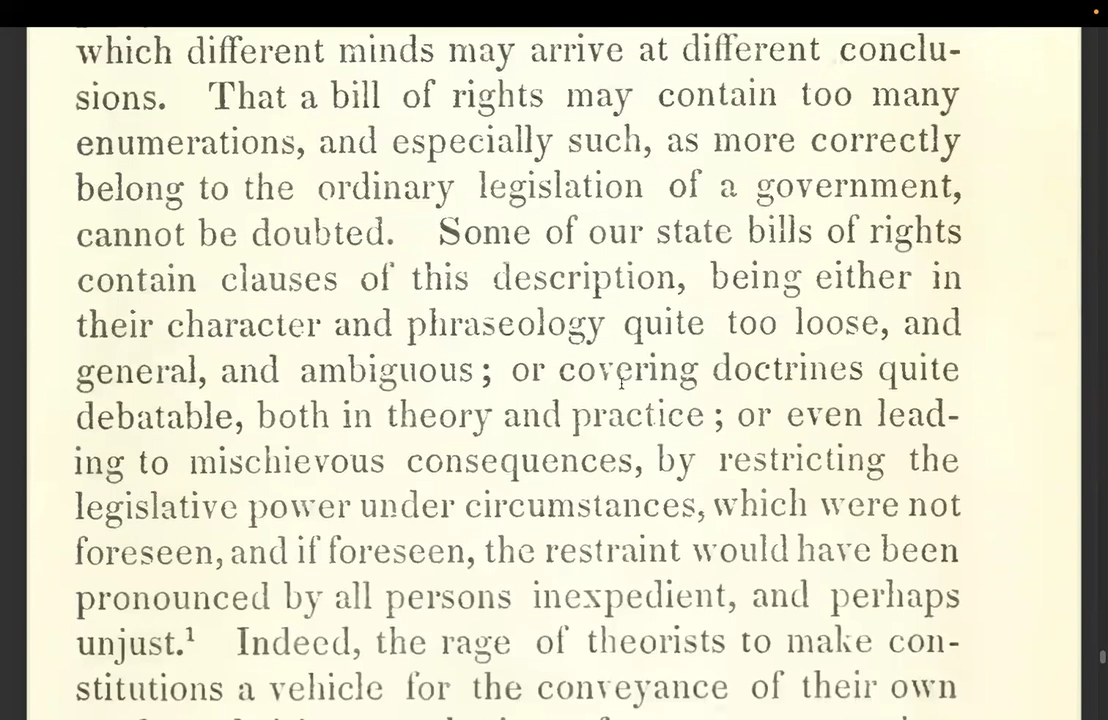 which different minds may arrive at different conclu-
sions. That a bill of rights may contain too many
enumerations, and especially such, as more correctly
belong to the ordinary legislation of a government,
cannot be doubted. Some of our state bills of rights
contain clauses of this description, being either in
their character and phraseology quite too loose, and
general, and ambiguous; or covering doctrines quite
debatable, both in theory and practice; or even lead-
ing to mischievous consequences, by restricting the
legislative power under circumstances, which were not
foreseen, and if foreseen, the restraint would have been
pronounced by all persons inexpedient, and perhaps
unjust.¹ Indeed, the rage of theorists to make con-
stitutions a vehicle for the conveyance of their own